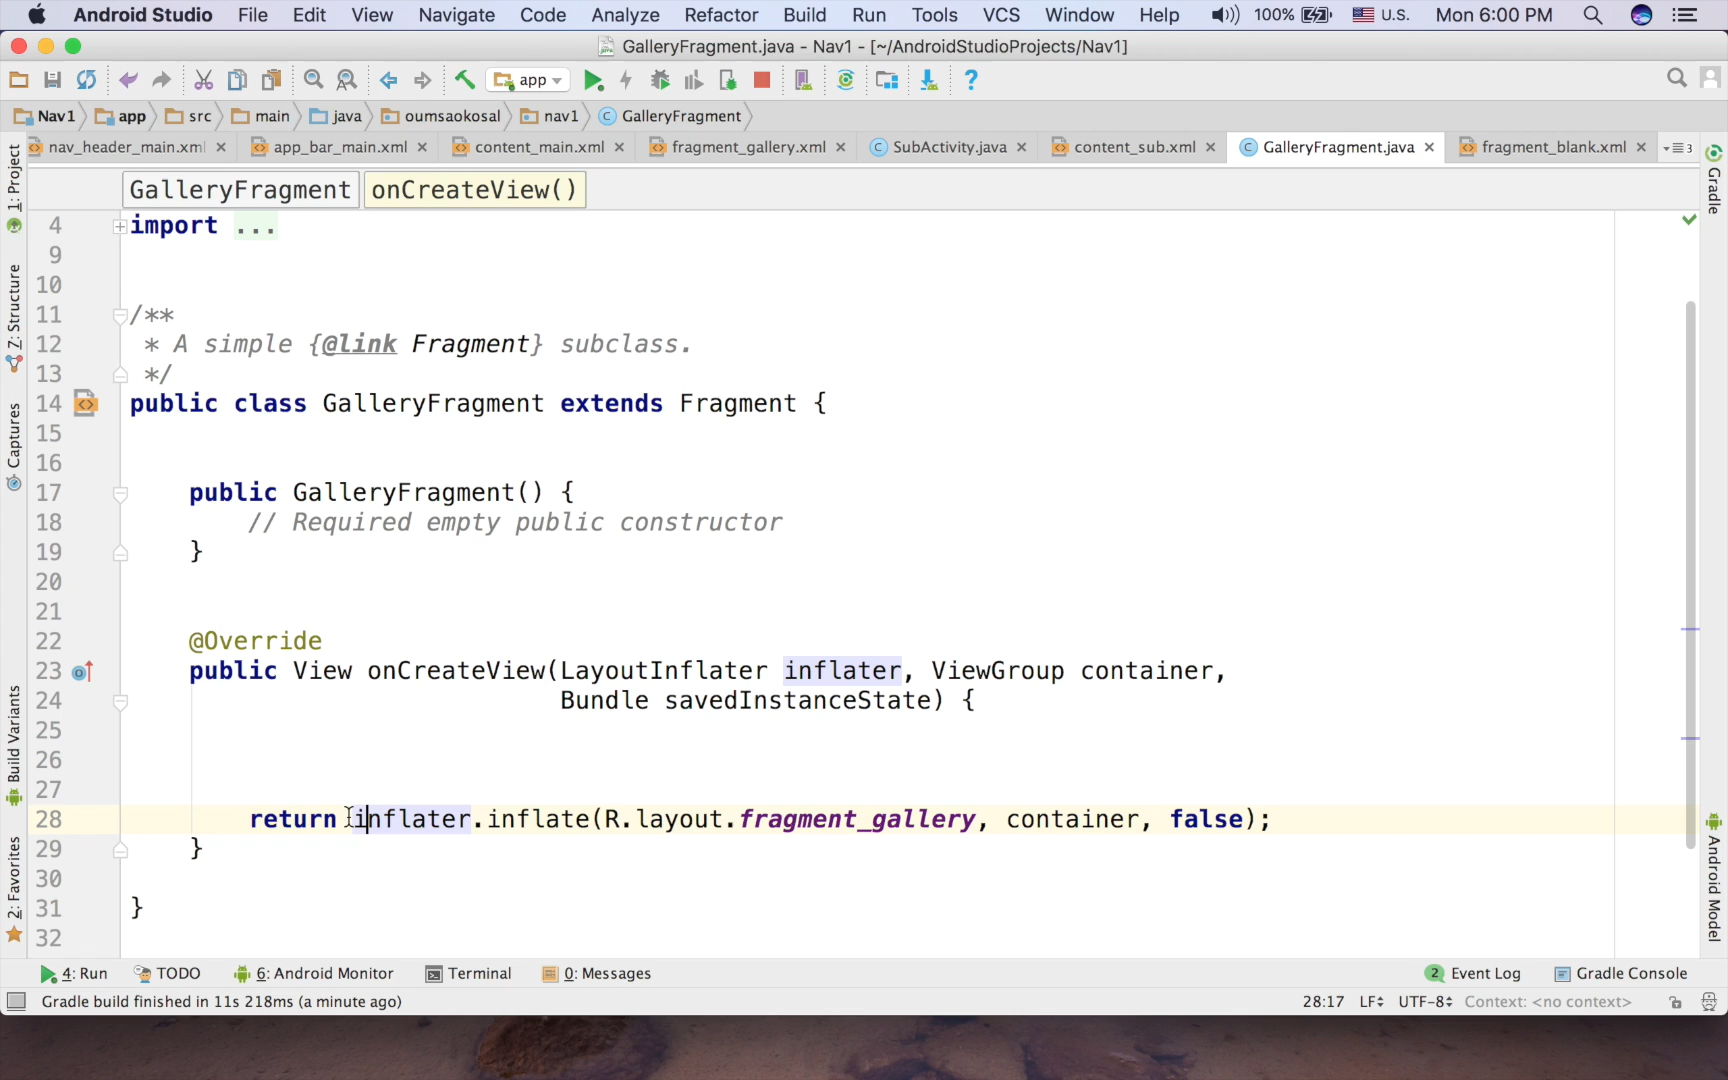 Android Studio File Edit View Navigate Code Analyze Refactor Build Run Tools VCS Window Help 100% U.S. Mon 6:00 PM
GalleryFragment.java - Nav1 - [~/AndroidStudioProjects/Nav1]
app
Nav1 app src main java oumsaokosal nav1 GalleryFragment
nav_header_main.xml app_bar_main.xml content_main.xml fragment_gallery.xml SubActivity.java content_sub.xml GalleryFragment.java fragment_blank.xml 3
GalleryFragment onCreateView()
1: Project
Z: Structure
Captures
Build Variants
2: Favorites
4 import ...
9
10
11 /**
12 * A simple {@link Fragment} subclass.
13 */
14 public class GalleryFragment extends Fragment {
15
16
17 public GalleryFragment() {
18 // Required empty public constructor
19 }
20
21
22 @Override
23 public View onCreateView(LayoutInflater inflater, ViewGroup container,
24 Bundle savedInstanceState) {
25
26
27
28 return inflater.inflate(R.layout.fragment_gallery, container, false);
29 }
30
31 }
32
Gradle
Android Model
4: Run TODO 6: Android Monitor Terminal 0: Messages 2 Event Log Gradle Console
Gradle build finished in 11s 218ms (a minute ago) 28:17 LF UTF-8 Context: <no context>